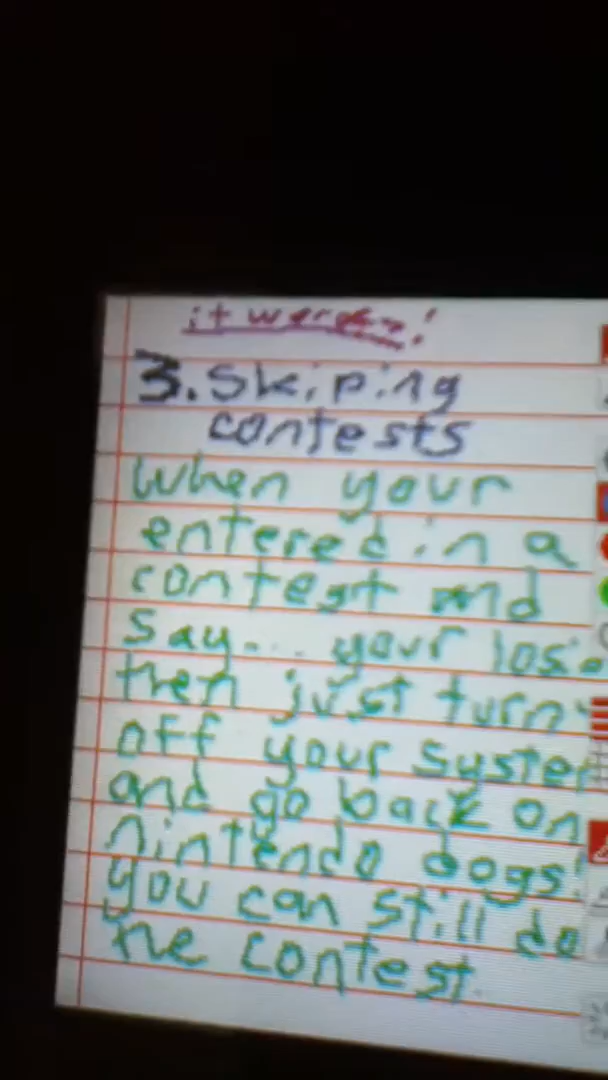 it
3. Skiping
contests
When your
entered in a
contest and
say... your
then just turn
off your
and go back on
nintendo dogs!
you can still do
the contest.